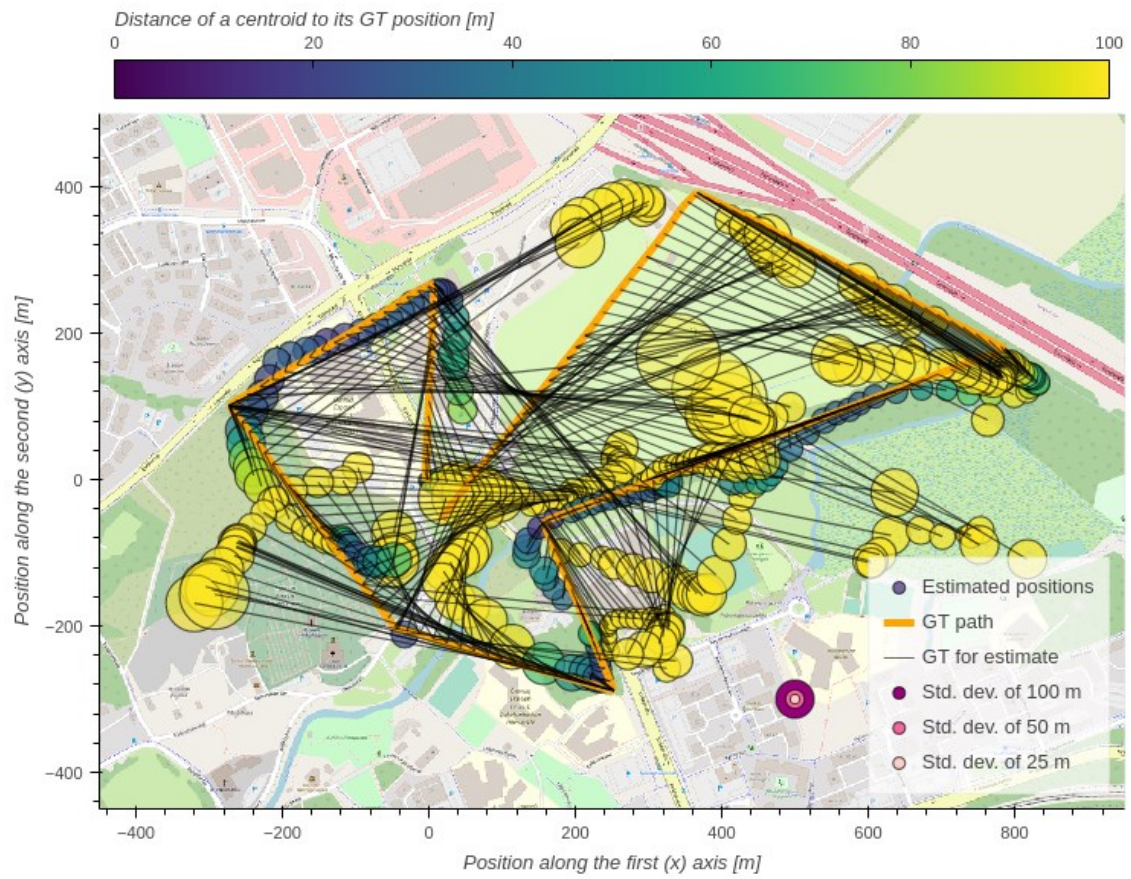 Distance of a centroid to its GT position [m]
0 20 40 60 80 100
400
200
0
−200
−400
Position along the second (y) axis [m]
Estimated positions
GT path
GT for estimate
Std. dev. of 100 m
Std. dev. of 50 m
Std. dev. of 25 m
−400 −200 0 200 400 600 800
Position along the first (x) axis [m]